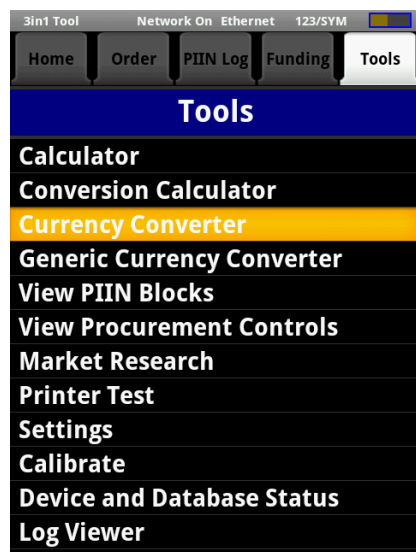 3in1 Tool Network On Ethernet 123/SYM
Home Order PIIN Log Funding Tools
Tools
Calculator
Conversion Calculator
Currency Converter
Generic Currency Converter
View PIIN Blocks
View Procurement Controls
Market Research
Printer Test
Settings
Calibrate
Device and Database Status
Log Viewer